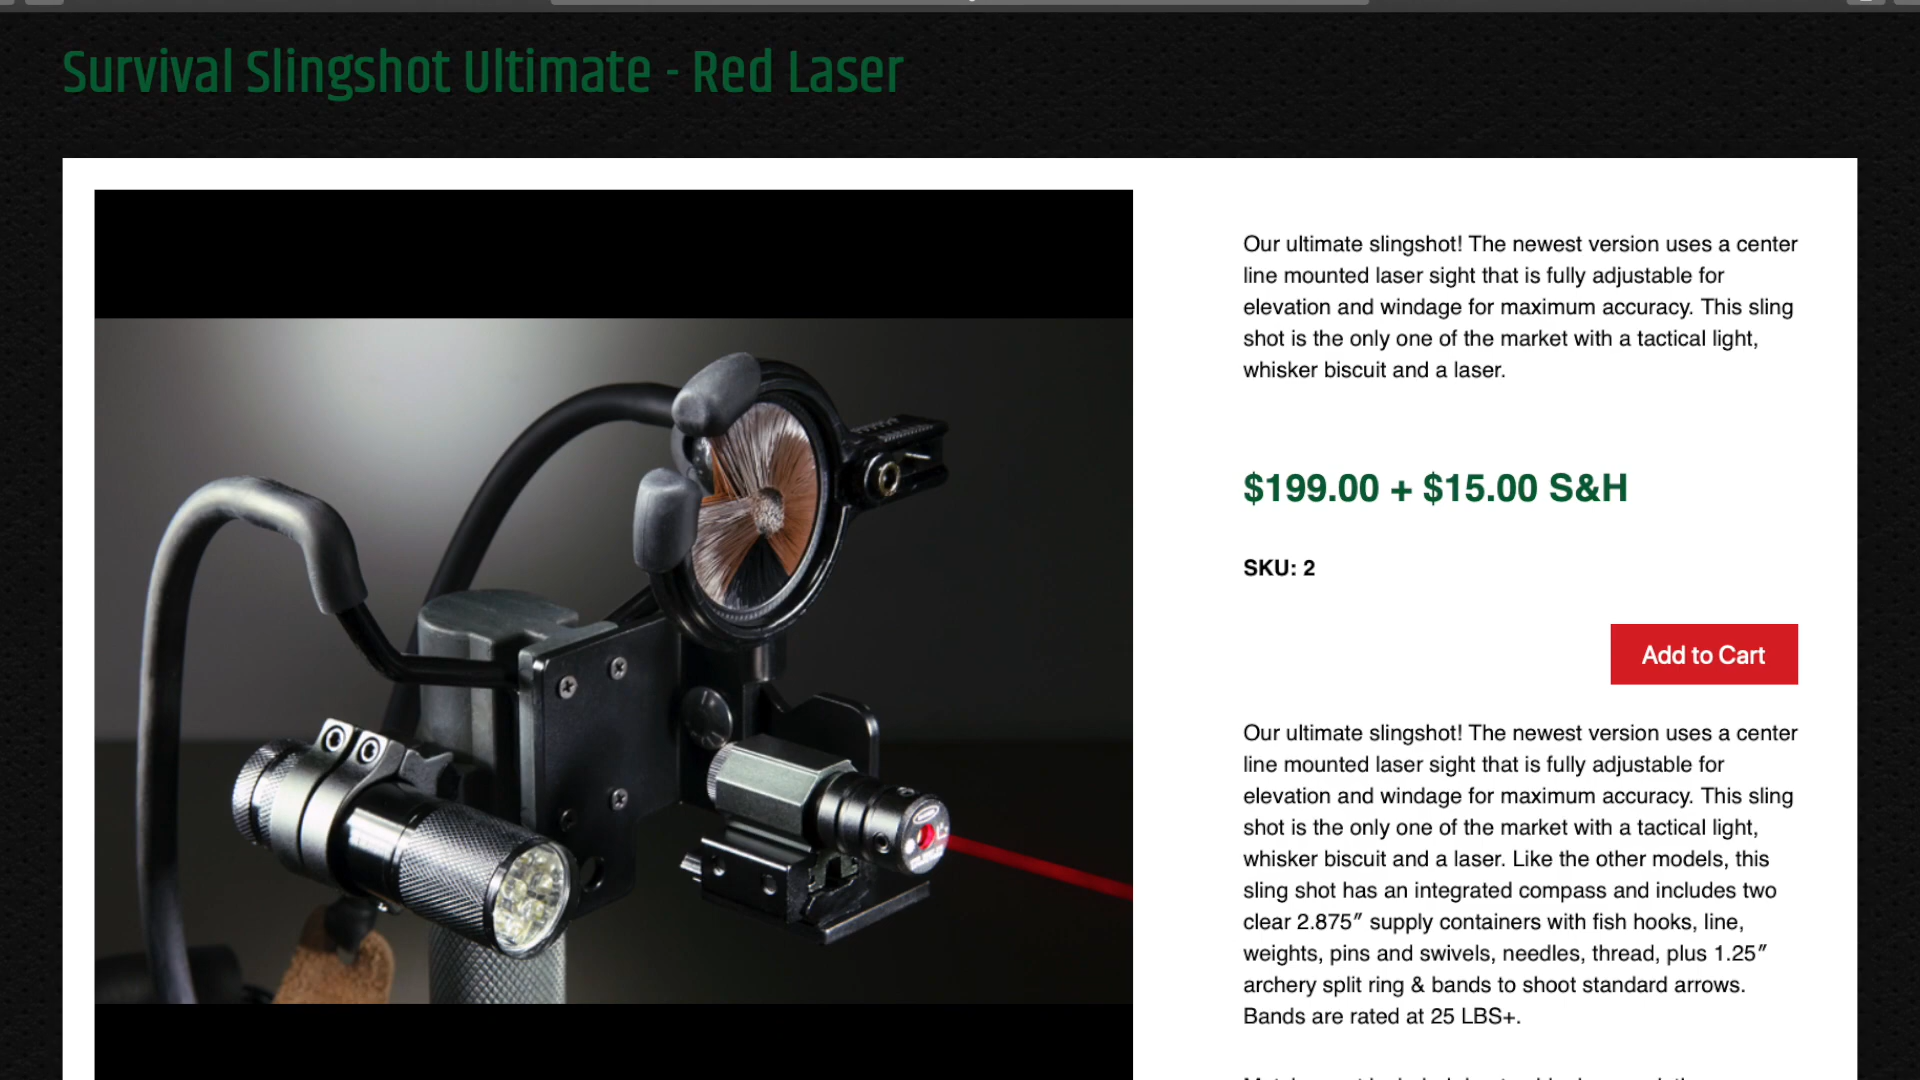 Survival Slingshot Ultimate - Red Laser
Our ultimate slingshot! The newest version uses a center
line mounted laser sight that is fully adjustable for
elevation and windage for maximum accuracy. This sling
shot is the only one of the market with a tactical light,
whisker biscuit and a laser.
$199.00 + $15.00 S&H
SKU: 2
Add to Cart
Our ultimate slingshot! The newest version uses a center
line mounted laser sight that is fully adjustable for
elevation and windage for maximum accuracy. This sling
shot is the only one of the market with a tactical light,
whisker biscuit and a laser. Like the other models, this
sling shot has an integrated compass and includes two
clear 2.875″ supply containers with fish hooks, line,
weights, pins and swivels, needles, thread, plus 1.25″
archery split ring & bands to shoot standard arrows.
Bands are rated at 25 LBS+.